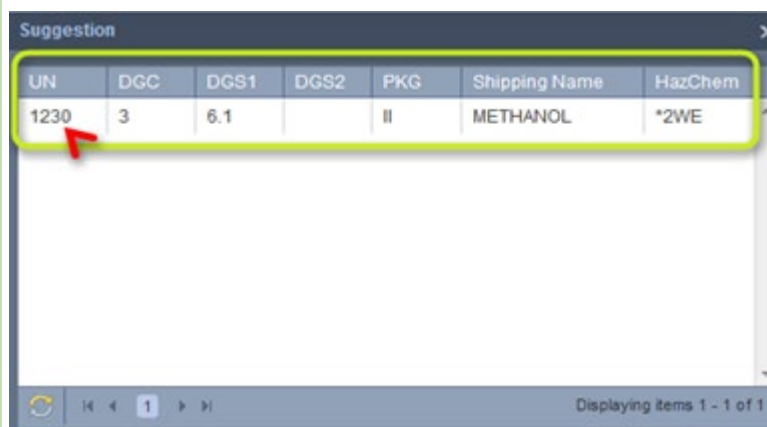 Suggestion
UN DGC DGS1 DGS2 PKG Shipping Name HazChem
1230 3 6.1 II METHANOL *2WE
1 Displaying items 1 - 1 of 1